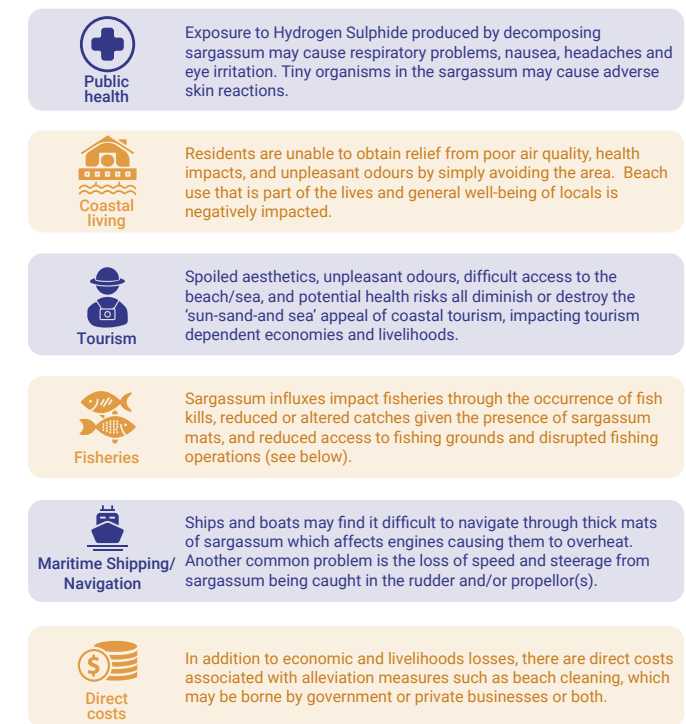 Public
health
Exposure to Hydrogen Sulphide produced by decomposing
sargassum may cause respiratory problems, nausea, headaches and
eye irritation. Tiny organisms in the sargassum may cause adverse
skin reactions.
Coastal
living
Residents are unable to obtain relief from poor air quality, health
impacts, and unpleasant odours by simply avoiding the area.  Beach
use that is part of the lives and general well-being of locals is
negatively impacted.
Tourism
Spoiled aesthetics, unpleasant odours, difficult access to the
beach/sea, and potential health risks all diminish or destroy the
‘sun-sand-and sea’ appeal of coastal tourism, impacting tourism
dependent economies and livelihoods.
Fisheries
Sargassum influxes impact fisheries through the occurrence of fish
kills, reduced or altered catches given the presence of sargassum
mats, and reduced access to fishing grounds and disrupted fishing
operations (see below).
Maritime Shipping/
Navigation
Ships and boats may find it difficult to navigate through thick mats
of sargassum which affects engines causing them to overheat.
Another common problem is the loss of speed and steerage from
sargassum being caught in the rudder and/or propellor(s).
$
Direct
costs
In addition to economic and livelihoods losses, there are direct costs
associated with alleviation measures such as beach cleaning, which
may be borne by government or private businesses or both.